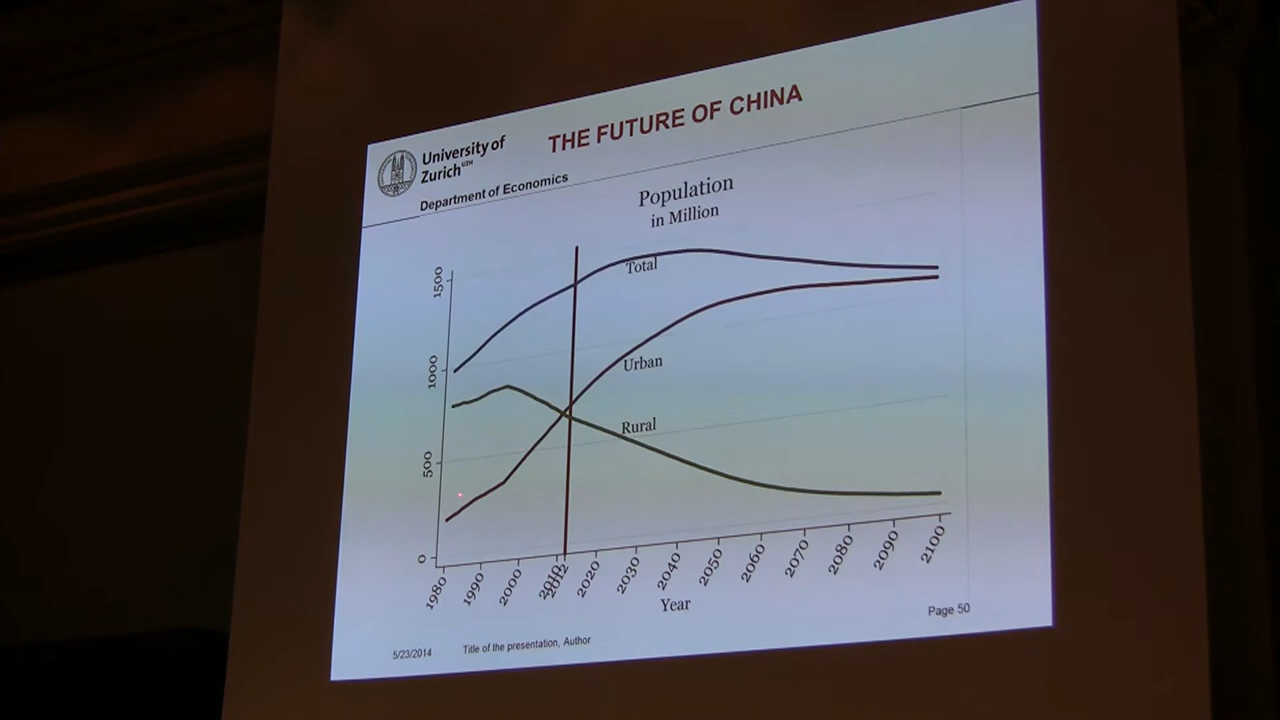 University of
Zurich UZH
THE FUTURE OF CHINA
Department of Economics
Population
in Million
1500
1000
500
0
Total
Urban
Rural
1980
1990
2000
2010
2012
2020
2030
2040
2050
2060
2070
2080
2090
2100
Year
Page 50
5/23/2014
Title of the presentation, Author